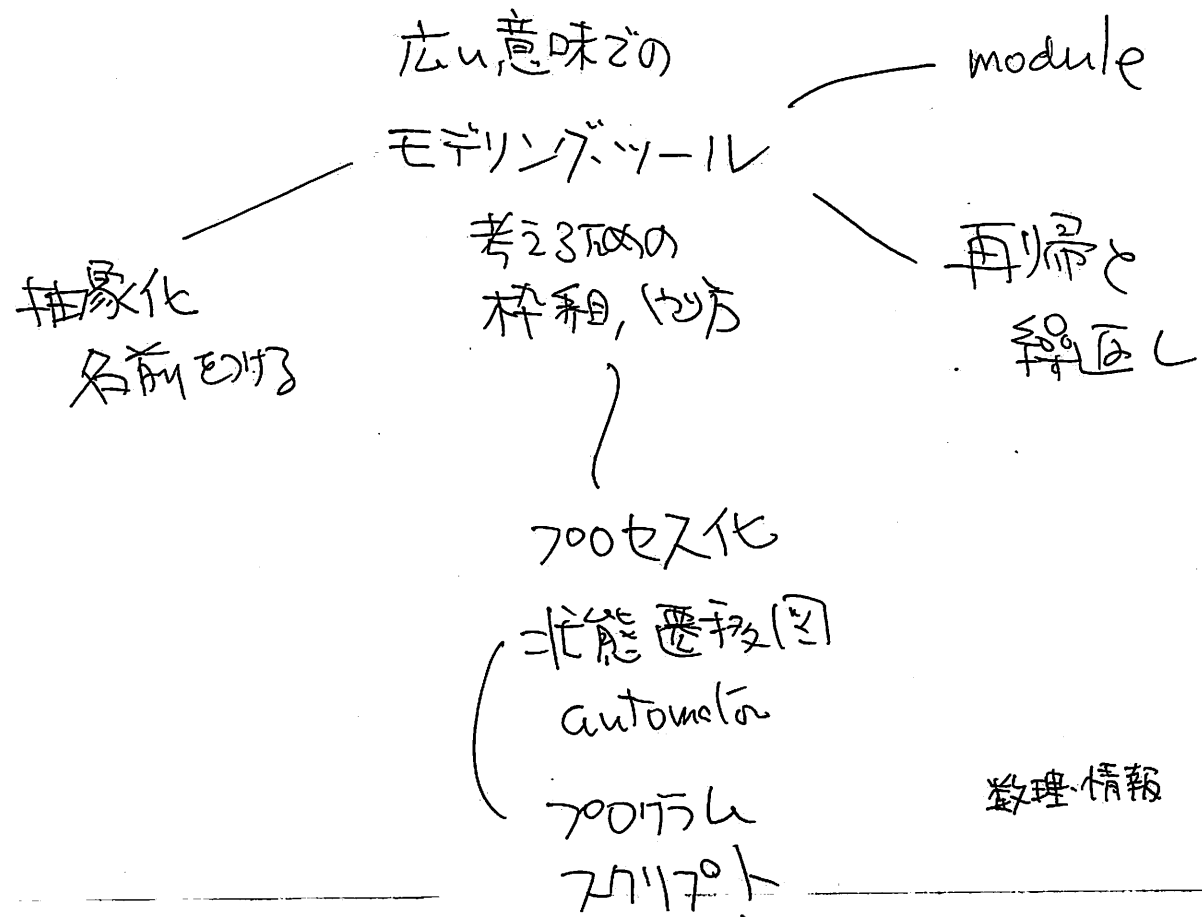 広い意味での
モデリング・ツール
考えるための
枠組, やり方
module
再帰と
繰返し
抽象化
名前をつける
プロセス化
状態遷移図
automaton
プログラム
スクリプト
数理・情報